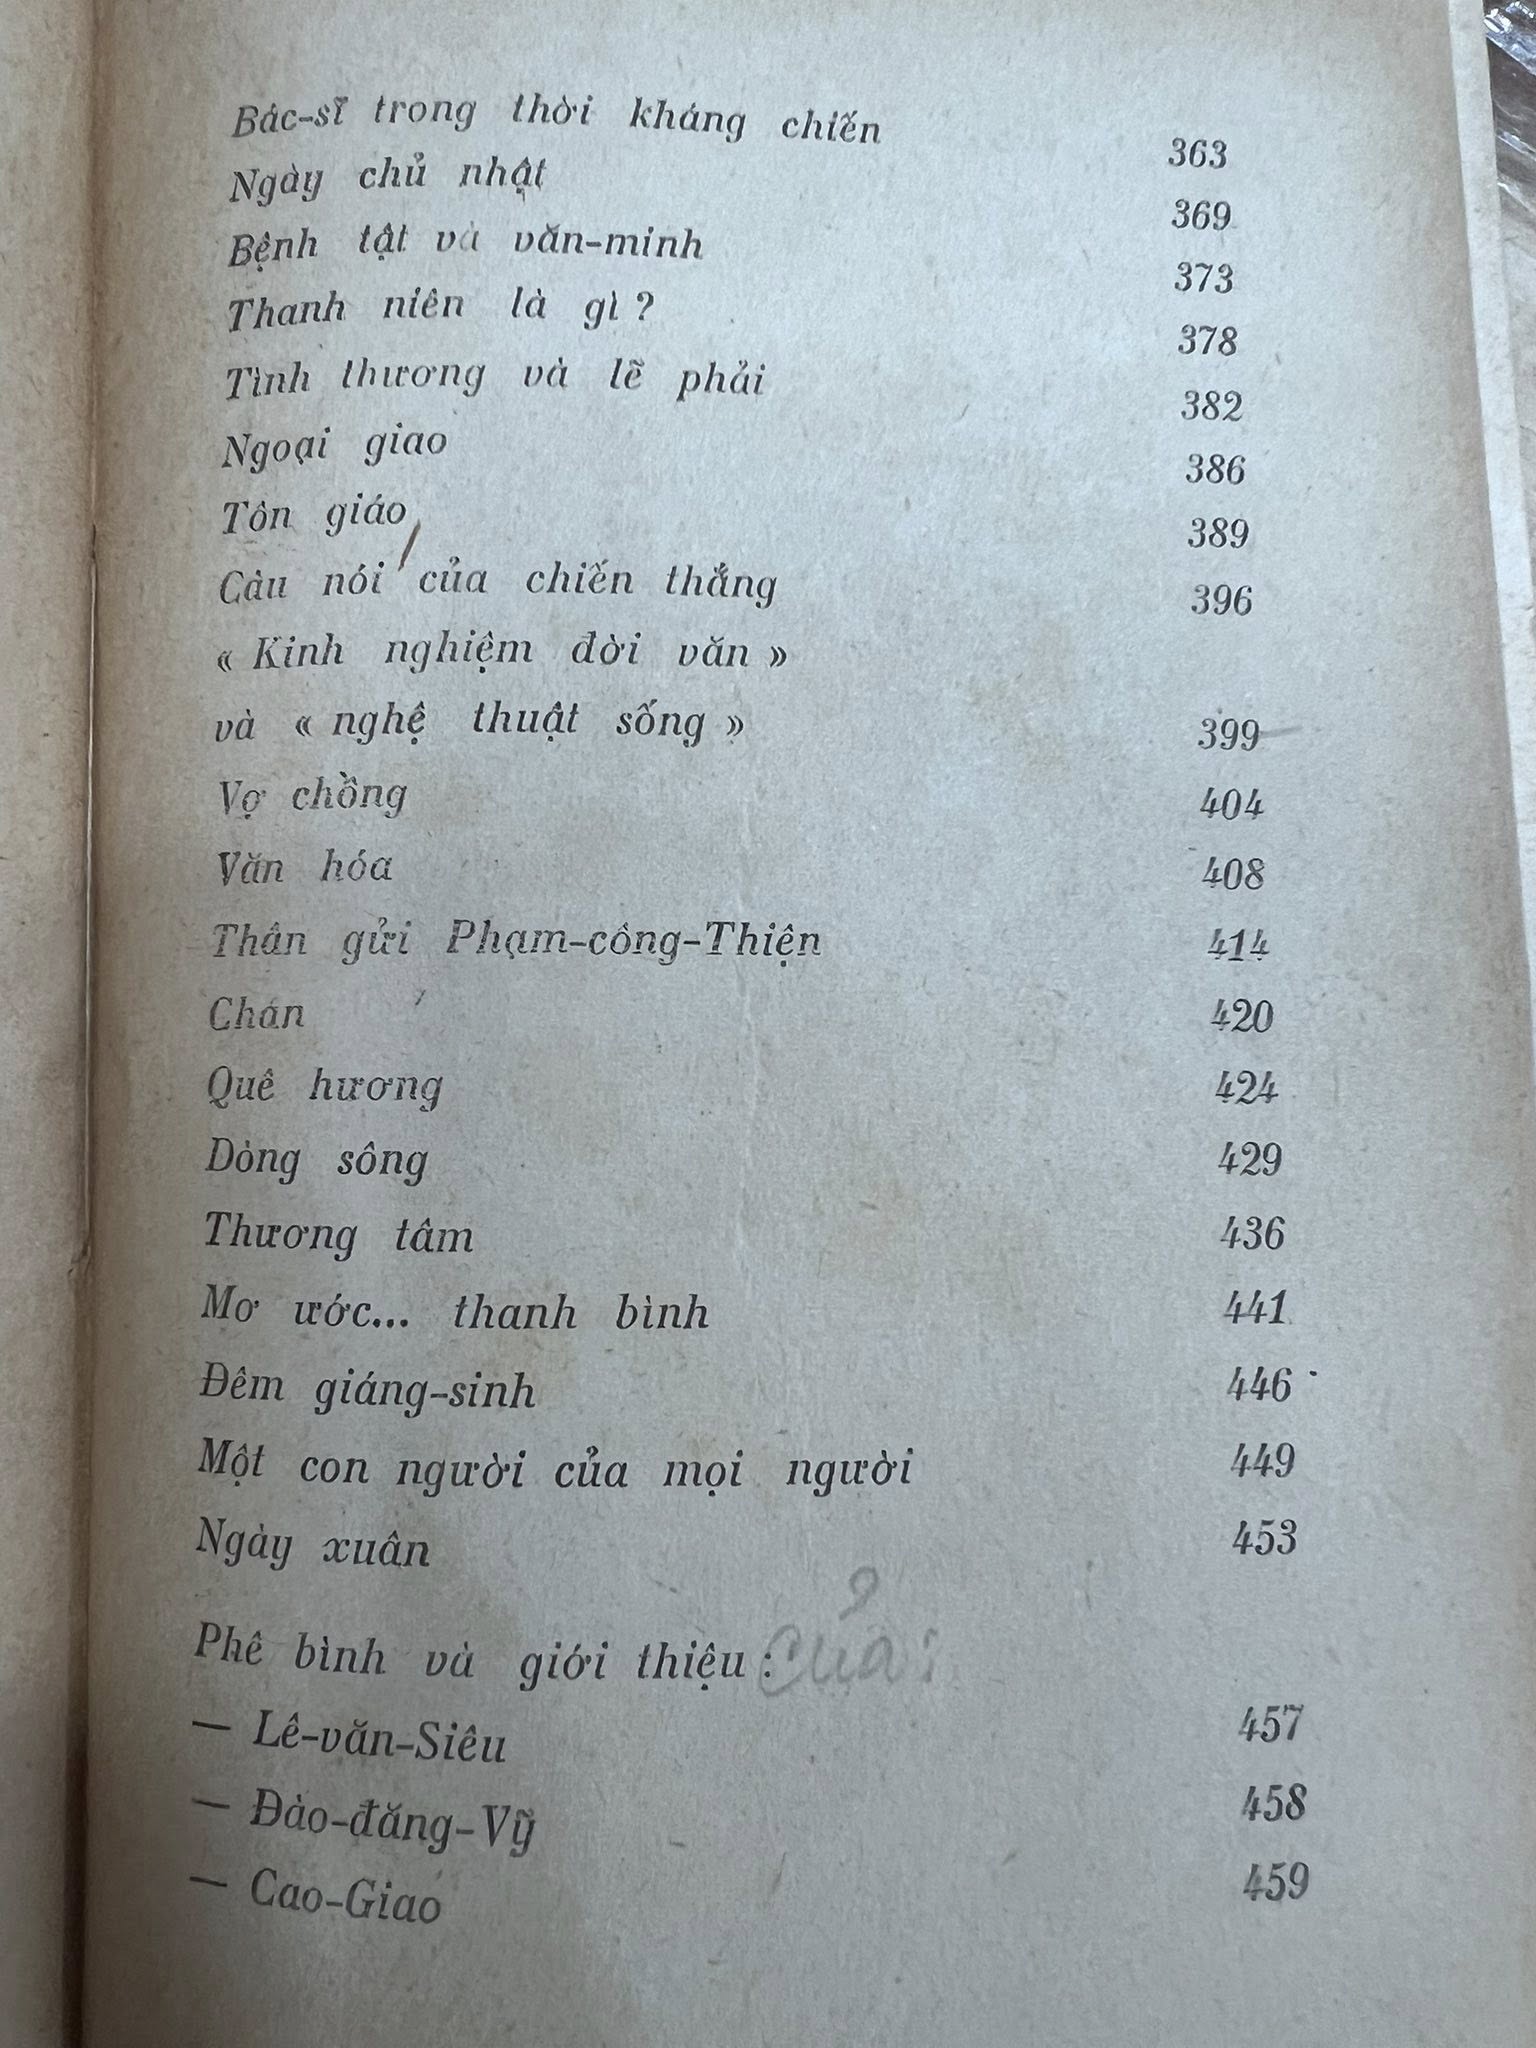 Bác-sĩ trong thời kháng chiến 363
Ngày chủ nhật 369
Bệnh tật và văn-minh 373
Thanh niên là gì ? 378
Tình thương và lẽ phải 382
Ngoại giao 386
Tôn giáo 389
Câu nói của chiến thắng 396
« Kinh nghiệm đời văn »
và « nghệ thuật sống » 399
Vợ chồng 404
Văn hóa 408
Thân gửi Phạm-công-Thiện 414
Chán 420
Quê hương 424
Dòng sông 429
Thương tâm 436
Mơ ước... thanh bình 441
Đêm giáng-sinh 446
Một con người của mọi người 449
Ngày xuân 453
Phê bình và giới thiệu : của :
— Lê-văn-Siêu 457
— Đào-đăng-Vỹ 458
— Cao-Giao 459